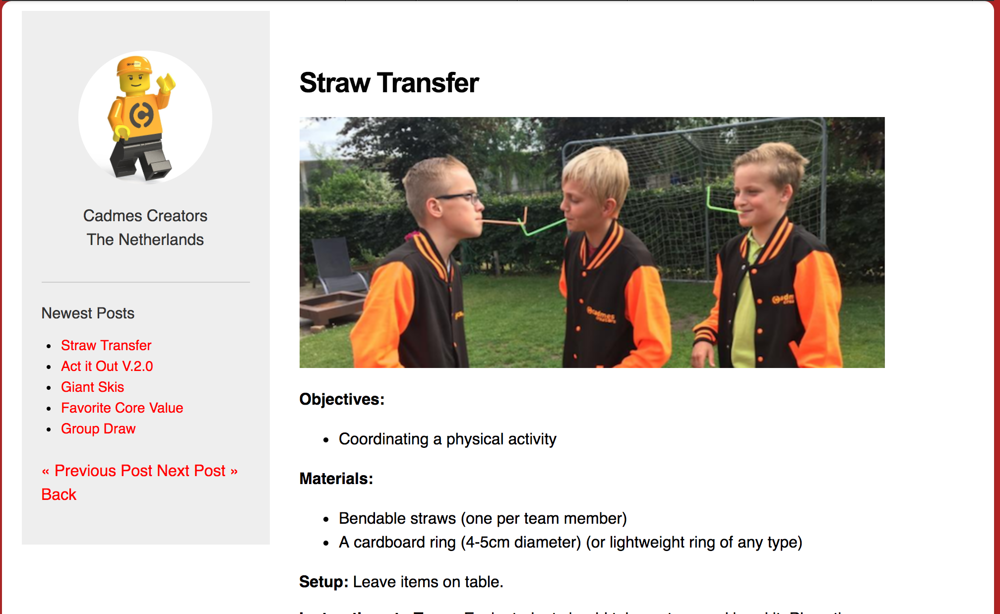 Cadmes Creators
The Netherlands
Newest Posts
Straw Transfer
Act it Out V.2.0
Giant Skis
Favorite Core Value
Group Draw
« Previous Post Next Post »
Back
Straw Transfer
cadmes
creators
Objectives:
Coordinating a physical activity
Materials:
Bendable straws (one per team member)
A cardboard ring (4-5cm diameter) (or lightweight ring of any type)
Setup: Leave items on table.